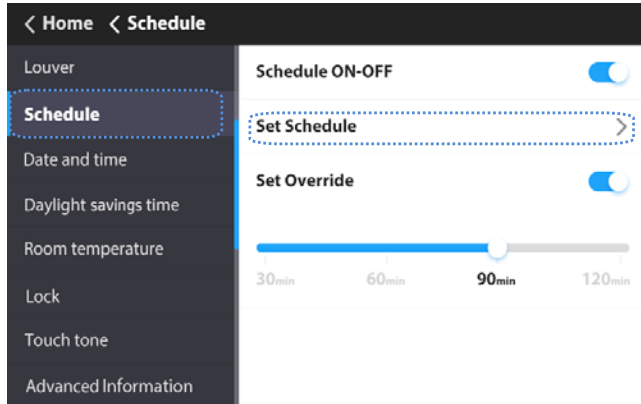 < Home < Schedule
Louver
Schedule
Date and time
Daylight savings time
Room temperature
Lock
Touch tone
Advanced Information
Schedule ON-OFF
Set Schedule >
Set Override
30min 60min 90min 120min